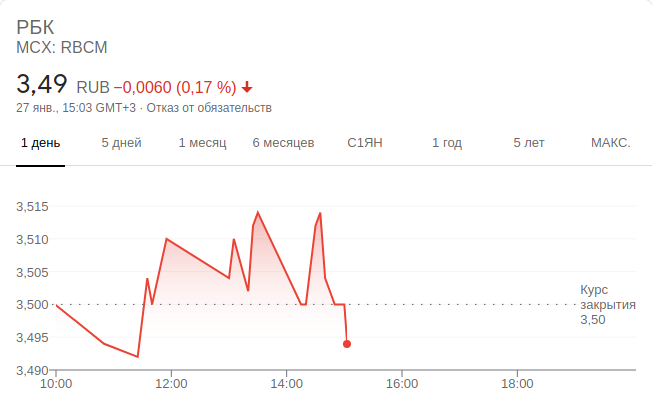 РБК
MCX: RBCM
3,49 RUB −0,0060 (0,17 %)
27 янв., 15:03 GMT+3 · Отказ от обязательств
1 день 5 дней 1 месяц 6 месяцев С1ЯН 1 год 5 лет МАКС.
3,515
3,510
3,505
3,500
3,495
3,490
Курс
закрытия
3,50
10:00 12:00 14:00 16:00 18:00